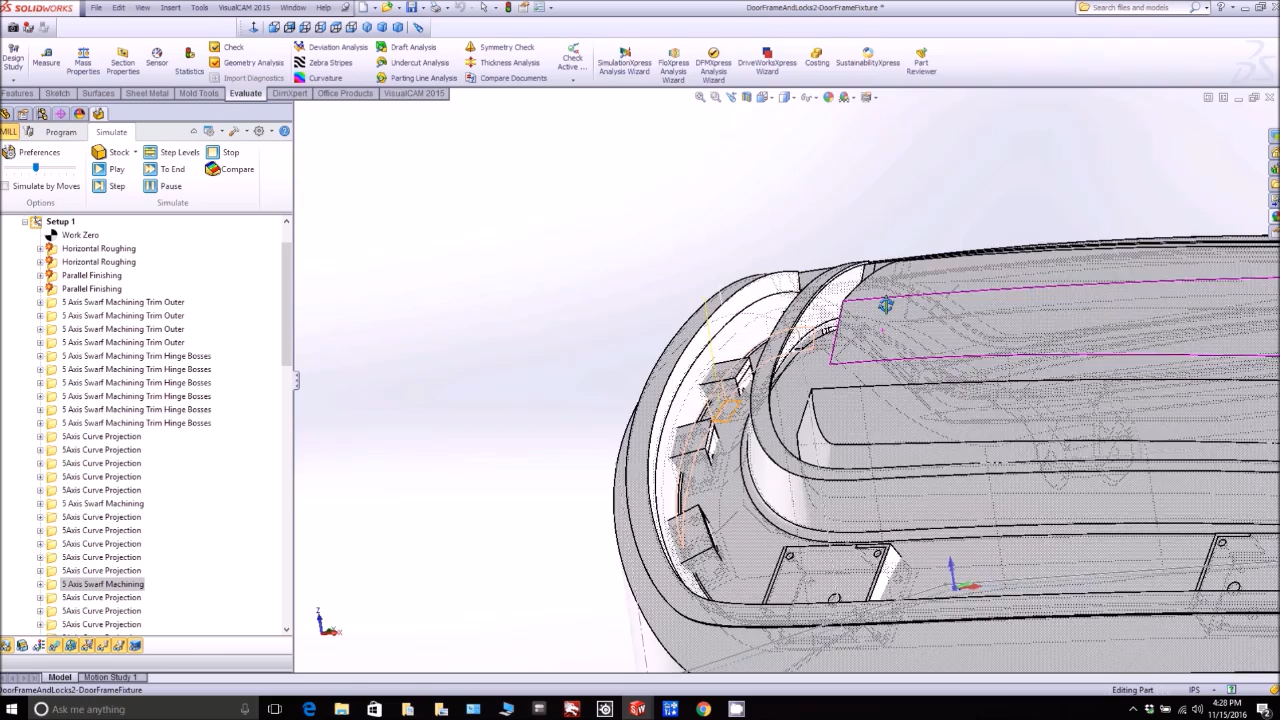 SOLIDWORKS File Edit View Insert Tools VisualCAM 2015 Window Help DoorFrameAndLocks2-DoorFrameFixture * Search files and models
Design Study Measure Mass Properties Section Properties Sensor Statistics
Check
Geometry Analysis
Import Diagnostics
Deviation Analysis
Zebra Stripes
Curvature
Draft Analysis
Undercut Analysis
Parting Line Analysis
Symmetry Check
Thickness Analysis
Compare Documents
Check Active ...
SimulationXpress Analysis Wizard
FloXpress Analysis Wizard
DFMXpress Analysis Wizard
DriveWorksXpress Wizard
Costing
SustainabilityXpress
Part Reviewer
Features Sketch Surfaces Sheet Metal Mold Tools Evaluate DimXpert Office Products VisualCAM 2015
MILL Program Simulate
Preferences Stock Step Levels Stop
Play To End Compare
Simulate by Moves Step Pause
Options Simulate
Setup 1
Work Zero
Horizontal Roughing
Horizontal Roughing
Parallel Finishing
Parallel Finishing
5 Axis Swarf Machining Trim Outer
5 Axis Swarf Machining Trim Outer
5 Axis Swarf Machining Trim Outer
5 Axis Swarf Machining Trim Outer
5 Axis Swarf Machining Trim Hinge Bosses
5 Axis Swarf Machining Trim Hinge Bosses
5 Axis Swarf Machining Trim Hinge Bosses
5 Axis Swarf Machining Trim Hinge Bosses
5 Axis Swarf Machining Trim Hinge Bosses
5 Axis Swarf Machining Trim Hinge Bosses
5Axis Curve Projection
5Axis Curve Projection
5Axis Curve Projection
5Axis Curve Projection
5Axis Curve Projection
5 Axis Swarf Machining
5Axis Curve Projection
5Axis Curve Projection
5Axis Curve Projection
5Axis Curve Projection
5Axis Curve Projection
5 Axis Swarf Machining
5Axis Curve Projection
5Axis Curve Projection
5Axis Curve Projection
Z
X
Model Motion Study 1
DoorFrameAndLocks2-DoorFrameFixture Editing Part IPS
Ask me anything
4:28 PM
11/15/2016